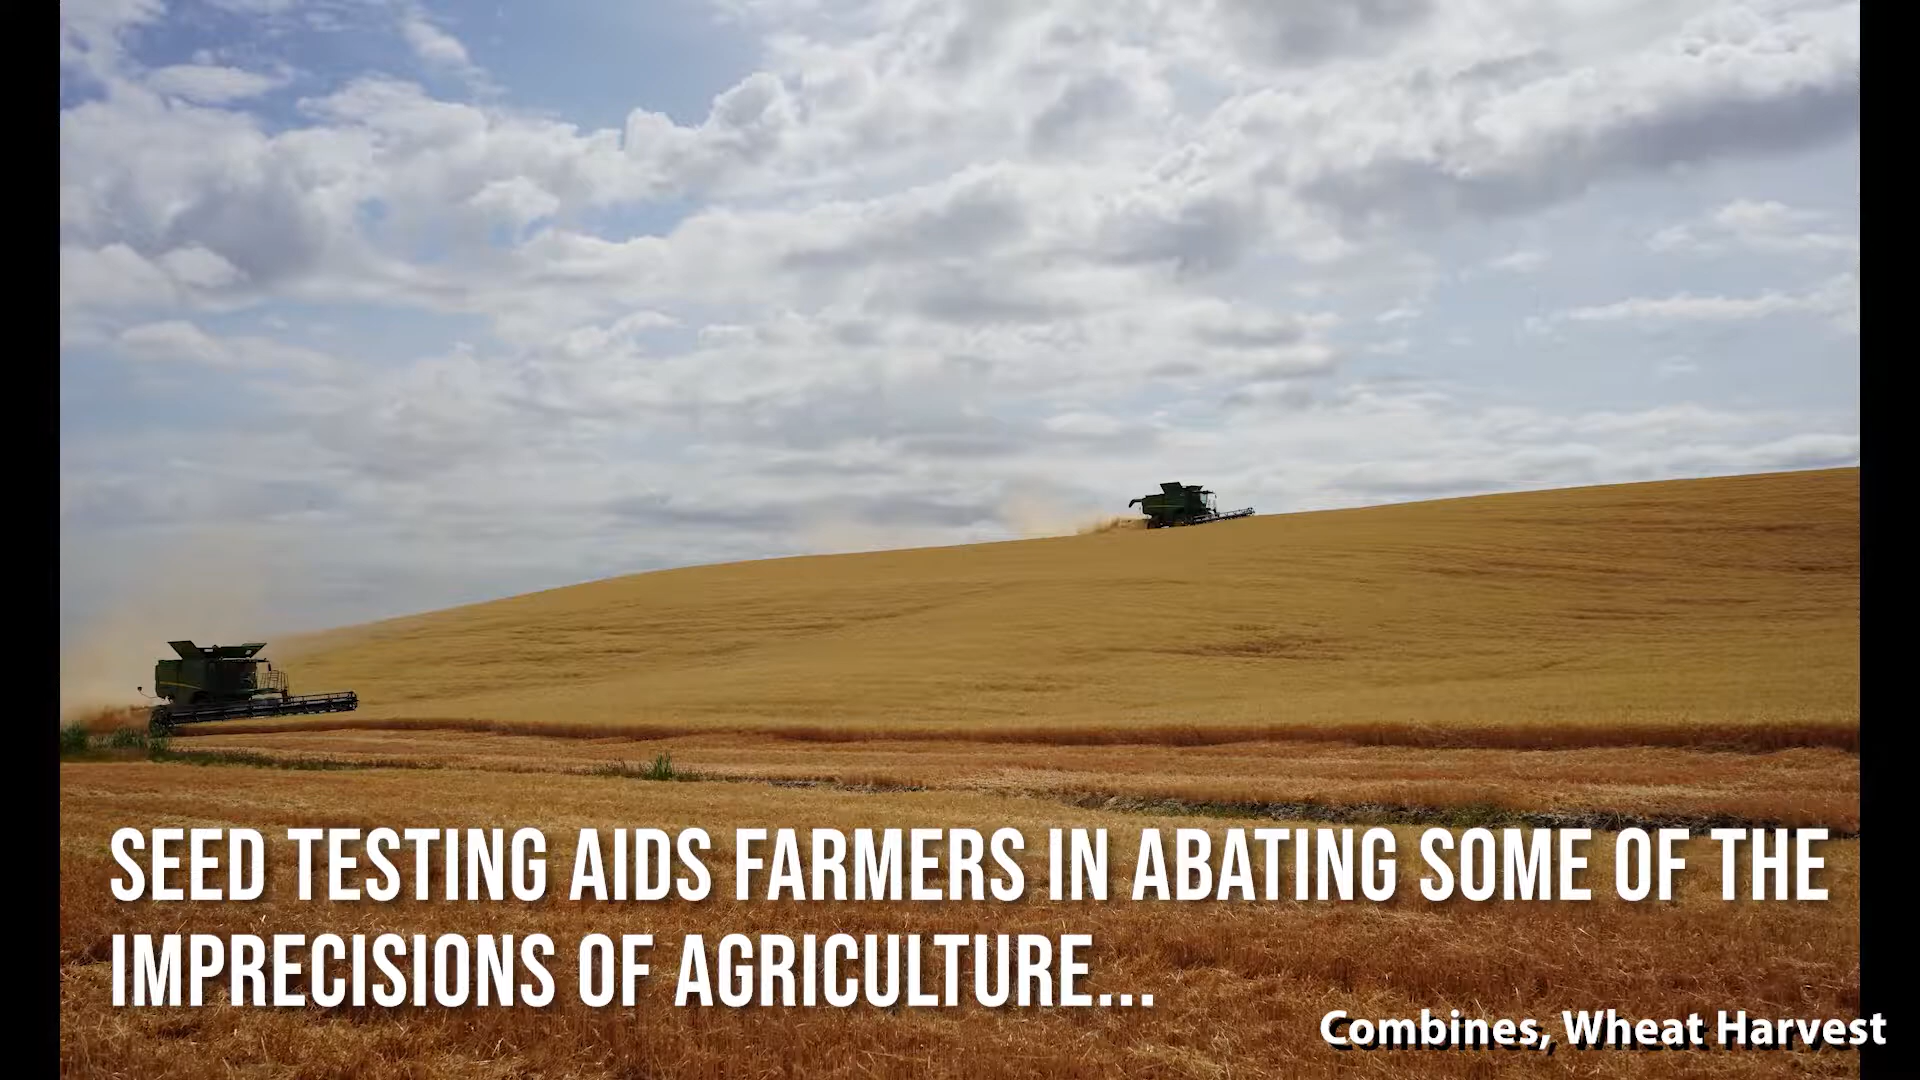 SEED TESTING AIDS FARMERS IN ABATING SOME OF THE
IMPRECISIONS OF AGRICULTURE...
Combines, Wheat Harvest